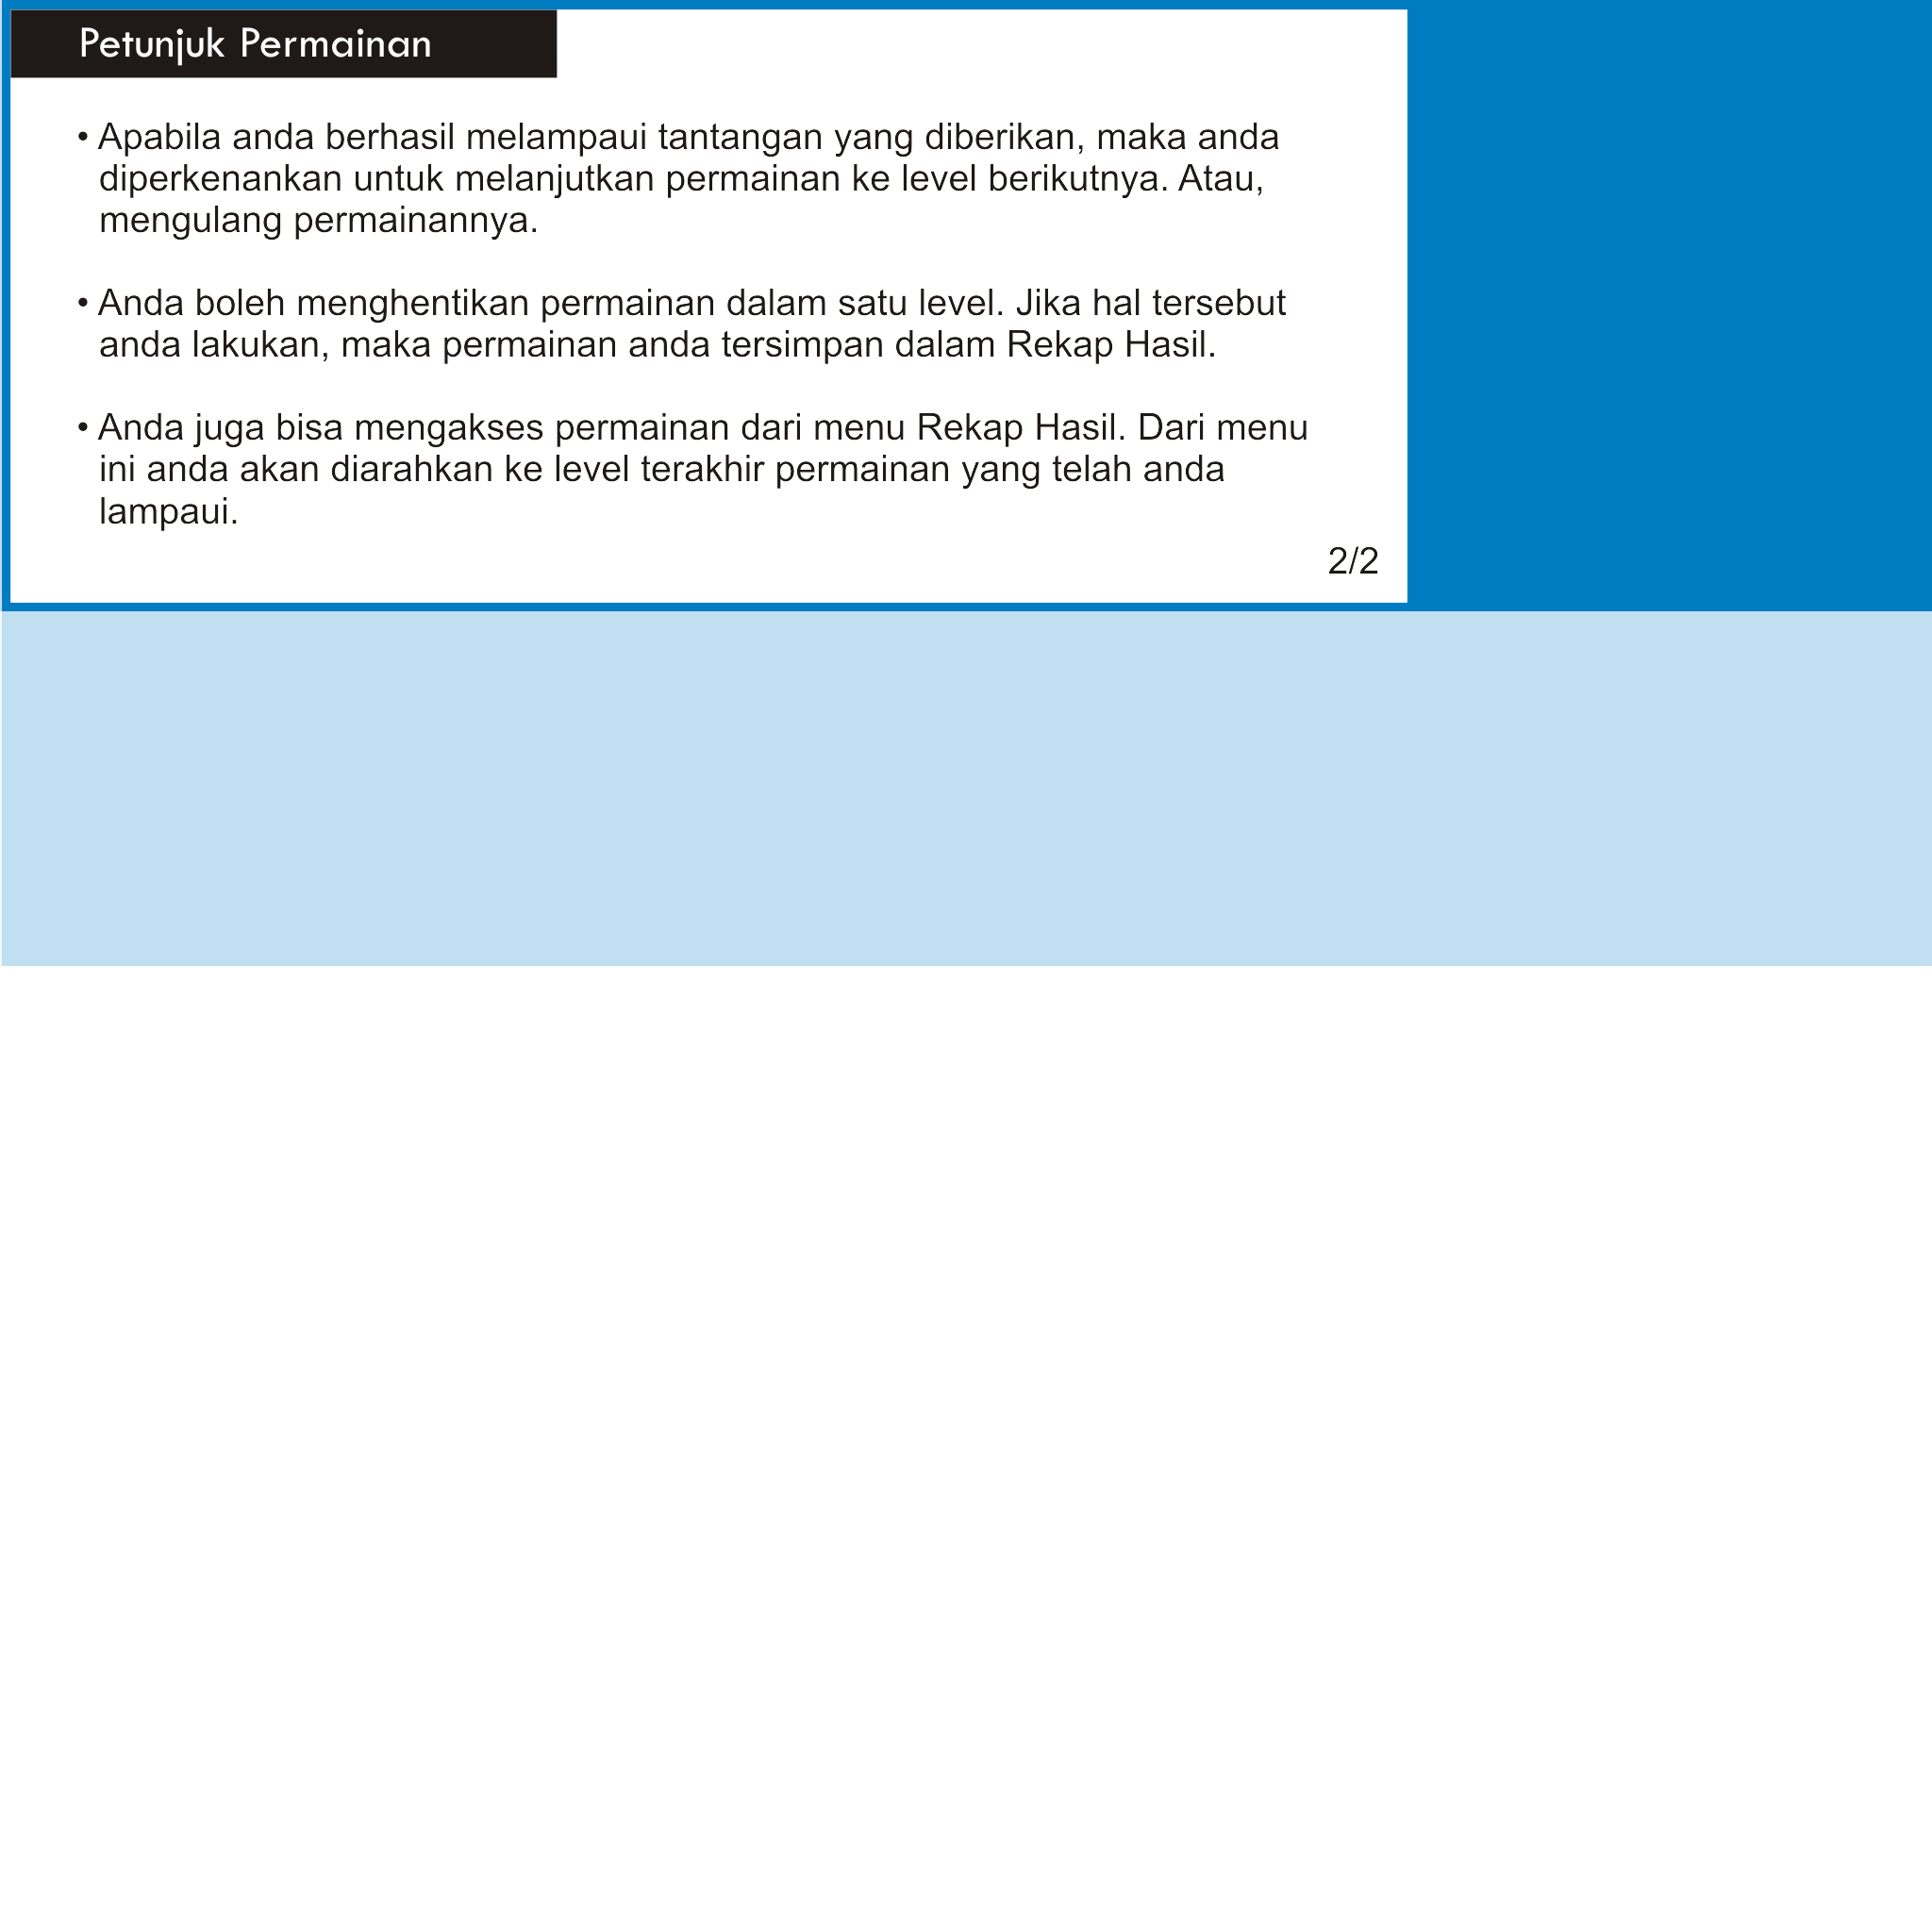 Petunjuk Permainan
• Apabila anda berhasil melampaui tantangan yang diberikan, maka anda
diperkenankan untuk melanjutkan permainan ke level berikutnya. Atau,
mengulang permainannya.
• Anda boleh menghentikan permainan dalam satu level. Jika hal tersebut
anda lakukan, maka permainan anda tersimpan dalam Rekap Hasil.
• Anda juga bisa mengakses permainan dari menu Rekap Hasil. Dari menu
ini anda akan diarahkan ke level terakhir permainan yang telah anda
lampaui.
2/2